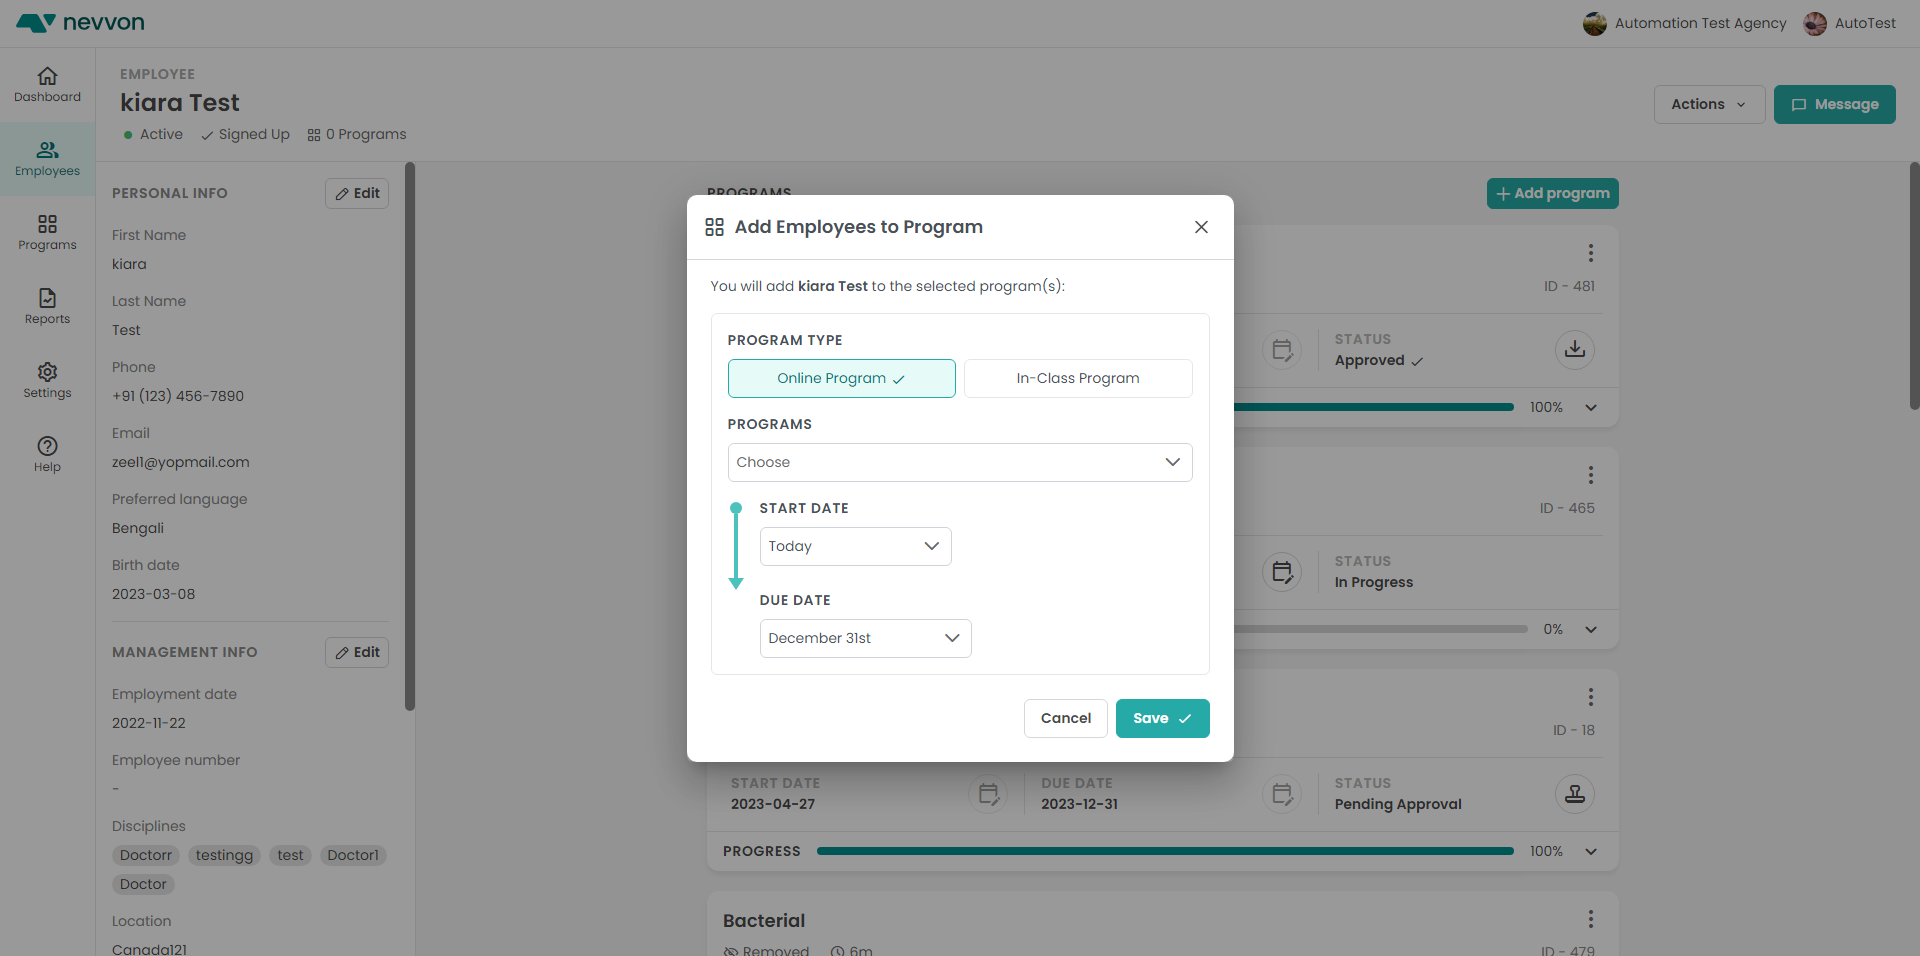 nevvon
Automation Test Agency
AutoTest
Dashboard
Employees
Programs
Reports
Settings
Help
EMPLOYEE
kiara Test
Active
Signed Up
0 Programs
Actions
Message
PERSONAL INFO
Edit
First Name
kiara
Last Name
Test
Phone
+91 (123) 456-7890
Email
zeel1@yopmail.com
Preferred language
Bengali
Birth date
2023-03-08
MANAGEMENT INFO
Edit
Employment date
2022-11-22
Employee number
-
Disciplines
Doctorr testingg test Doctor1
Doctor
Location
Canada121
PROGRAMS
Add program
Add Employees to Program
You will add kiara Test to the selected program(s):
PROGRAM TYPE
Online Program
In-Class Program
PROGRAMS
Choose
START DATE
Today
DUE DATE
December 31st
Cancel
Save
ID - 481
STATUS
Approved
100%
ID - 465
STATUS
In Progress
0%
ID - 18
START DATE
2023-04-27
DUE DATE
2023-12-31
STATUS
Pending Approval
PROGRESS
100%
Bacterial
Removed
6m
ID - 479